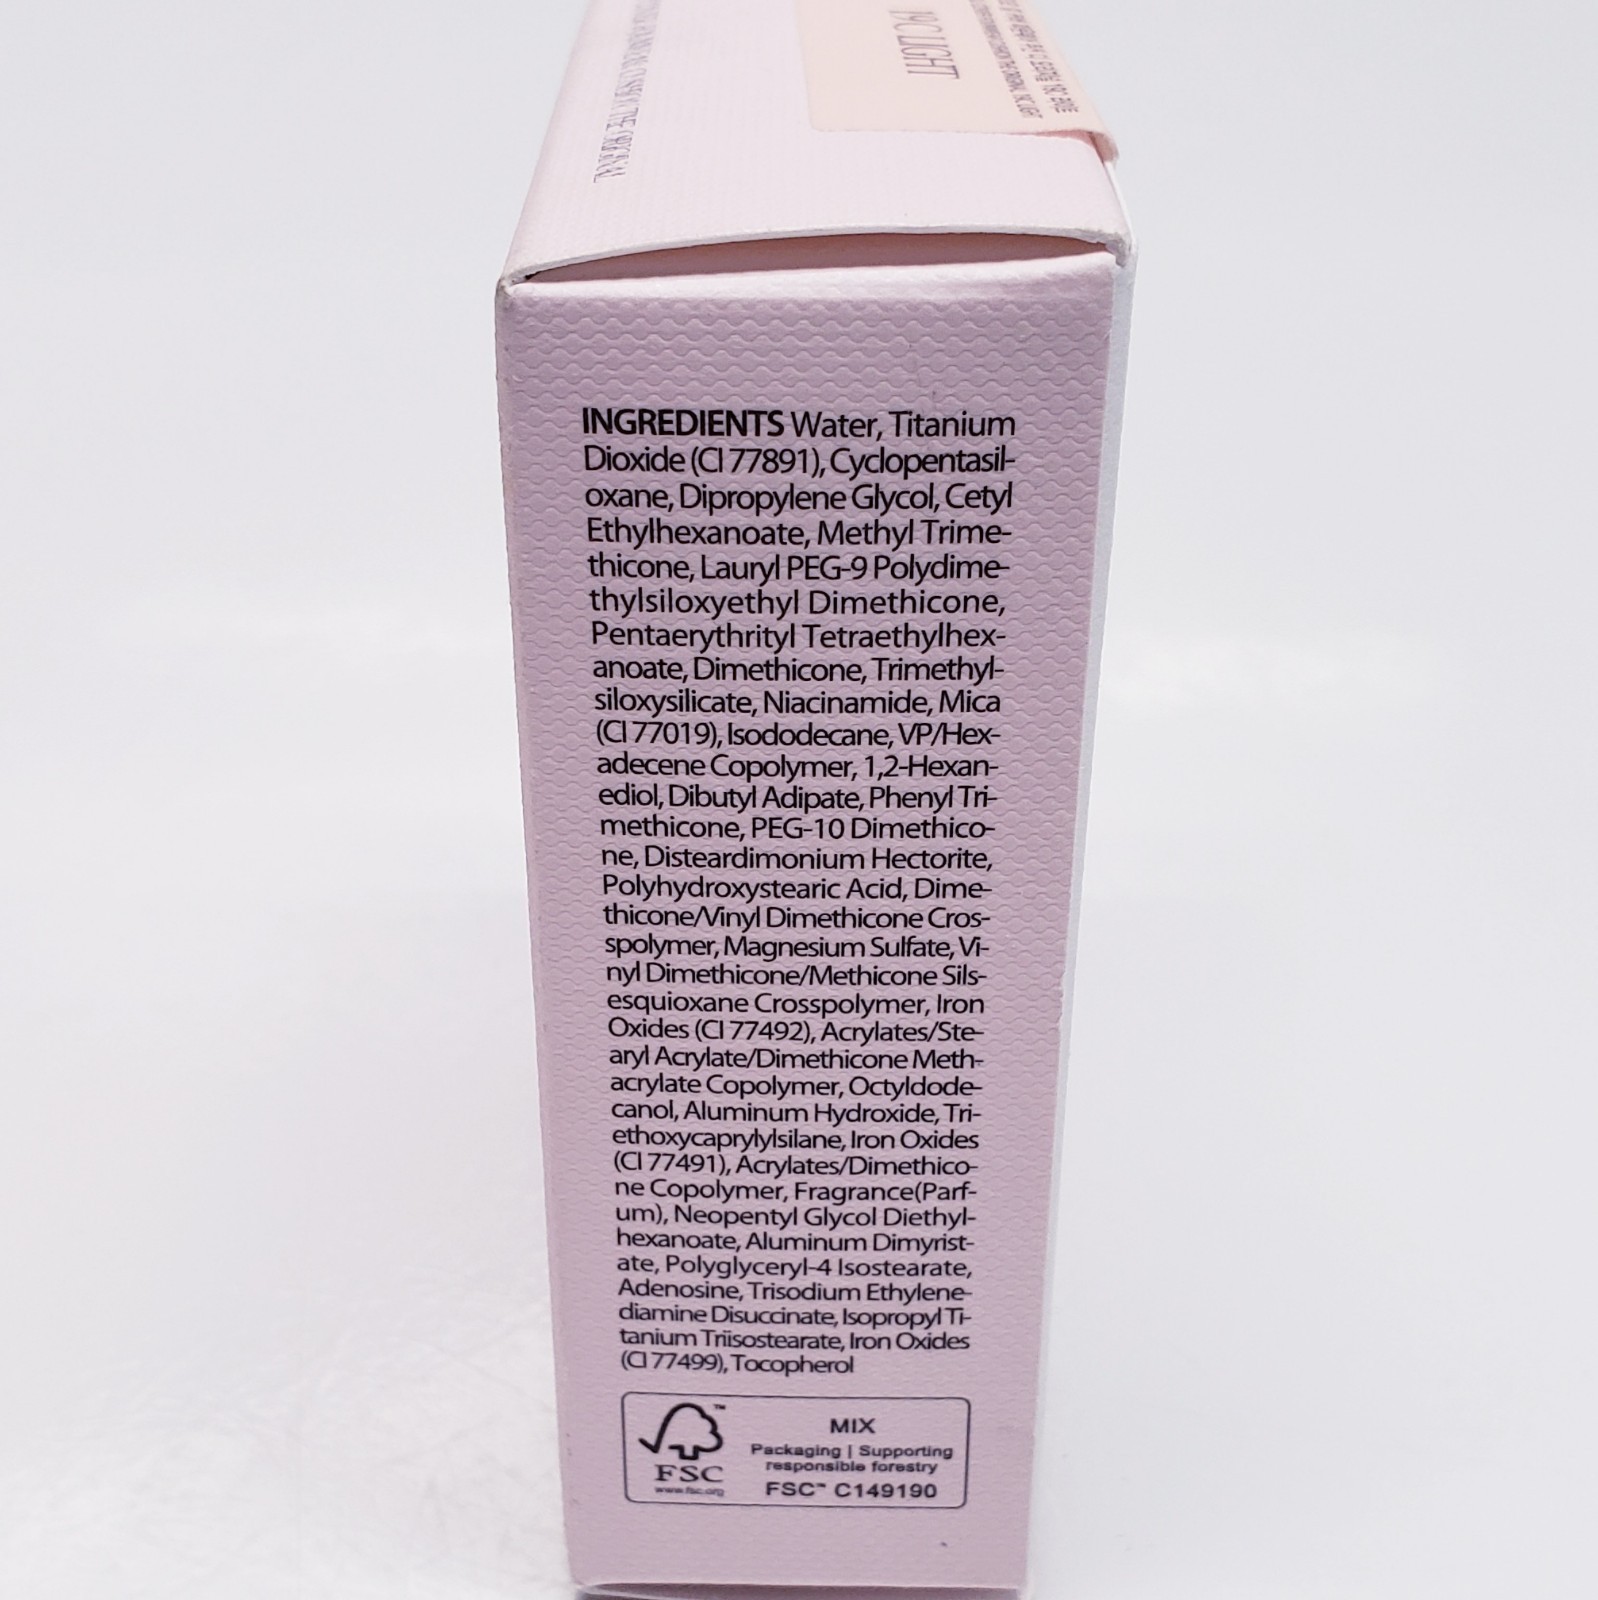 19C LIGHT
INGREDIENTS Water, Titanium
Dioxide (CI 77891), Cyclopentasil-
oxane, Dipropylene Glycol, Cetyl
Ethylhexanoate, Methyl Trime-
thicone, Lauryl PEG-9 Polydime-
thylsiloxyethyl Dimethicone,
Pentaerythrityl Tetraethylhex-
anoate, Dimethicone, Trimethyl-
siloxysilicate, Niacinamide, Mica
(CI 77019), Isododecane, VP/Hex-
adecene Copolymer, 1,2-Hexan-
ediol, Dibutyl Adipate, Phenyl Tri-
methicone, PEG-10 Dimethico-
ne, Disteardimonium Hectorite,
Polyhydroxystearic Acid, Dime-
thicone/Vinyl Dimethicone Cros-
spolymer, Magnesium Sulfate, Vi-
nyl Dimethicone/Methicone Sils-
esquioxane Crosspolymer, Iron
Oxides (CI 77492), Acrylates/Ste-
aryl Acrylate/Dimethicone Meth-
acrylate Copolymer, Octyldode-
canol, Aluminum Hydroxide, Tri-
ethoxycaprylylsilane, Iron Oxides
(CI 77491), Acrylates/Dimethico-
ne Copolymer, Fragrance(Parf-
um), Neopentyl Glycol Diethyl-
hexanoate, Aluminum Dimyrist-
ate, Polyglyceryl-4 Isostearate,
Adenosine, Trisodium Ethylene-
diamine Disuccinate, Isopropyl Ti-
tanium Triisostearate, Iron Oxides
(CI 77499), Tocopherol
FSC
www.fsc.org
MIX
Packaging | Supporting
responsible forestry
FSC™ C149190